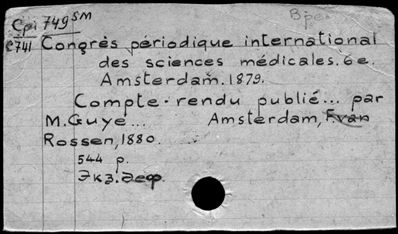 Cpi 749 SM
C741 Congrès périodique international
des sciences médicales. 6e.
Amsterdam. 1879.
Compte-rendu publié... par
M. Guye... Amsterdam, F. van
Rossen, 1880.
544 p.
Экз. деф.